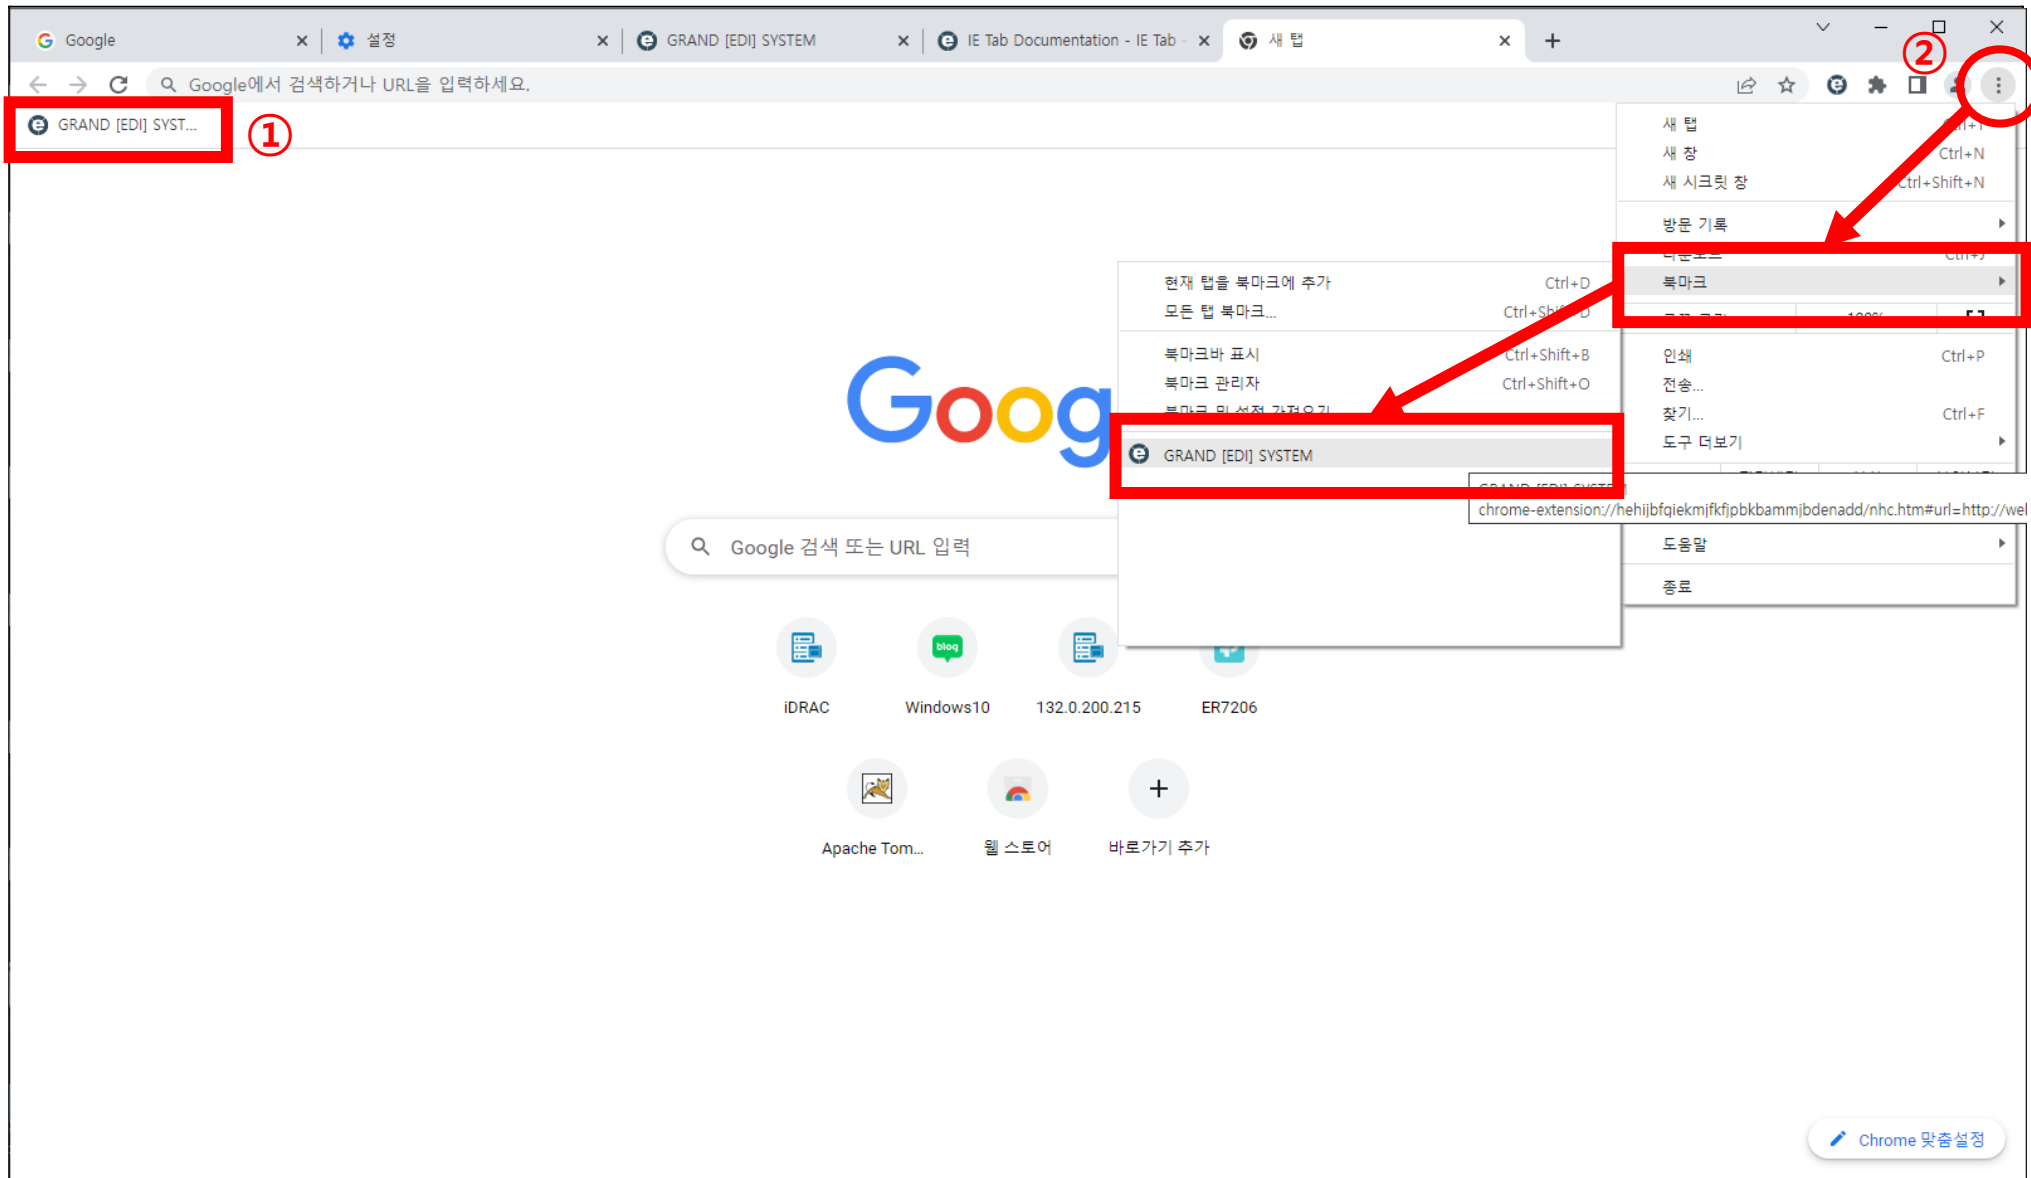 Google
설정
GRAND [EDI] SYSTEM
IE Tab Documentation - IE Tab -
새 탭
②
Google에서 검색하거나 URL을 입력하세요.
GRAND [EDI] SYST...
①
새 탭
새 창 Ctrl+N
새 시크릿 창 Ctrl+Shift+N
방문 기록
북마크
인쇄 Ctrl+P
전송...
찾기... Ctrl+F
도구 더보기
도움말
종료
현재 탭을 북마크에 추가 Ctrl+D
모든 탭 북마크...
북마크바 표시 Ctrl+Shift+B
북마크 관리자 Ctrl+Shift+O
GRAND [EDI] SYSTEM
chrome-extension://hehijbfgiekmjfkfjpbkbammjbdenadd/nhc.htm#url=http://wel
Goog
Google 검색 또는 URL 입력
blog
iDRAC
Windows10
132.0.200.215
ER7206
Apache Tom...
웹 스토어
바로가기 추가
Chrome 맞춤설정